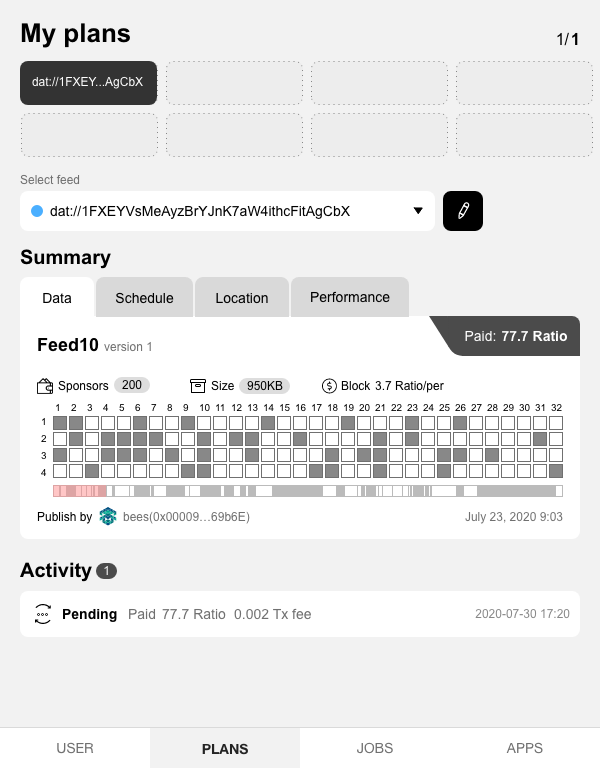 My plans
1/1
dat://1FXEY...AgCbX
Select feed
dat://1FXEYVsMeAyzBrYJnK7aW4ithcFitAgCbX
Summary
Data Schedule Location Performance
Paid: 77.7 Ratio
Feed10 version 1
Sponsors 200 Size 950KB Block 3.7 Ratio/per
1 2 3 4 5 6 7 8 9 10 11 12 13 14 15 16 17 18 19 20 21 22 23 24 25 26 27 28 29 30 31 32
1
2
3
4
Publish by bees(0x00009...69b6E) July 23, 2020 9:03
Activity 1
Pending Paid 77.7 Ratio 0.002 Tx fee 2020-07-30 17:20
USER PLANS JOBS APPS